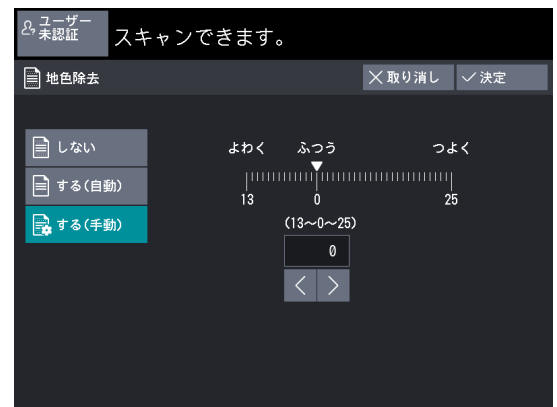 ユーザー
未認証
スキャンできます。
地色除去
取り消し
決定
しない
する(自動)
する(手動)
よわく ふつう つよく
13 0 25
(13～0～25)
0